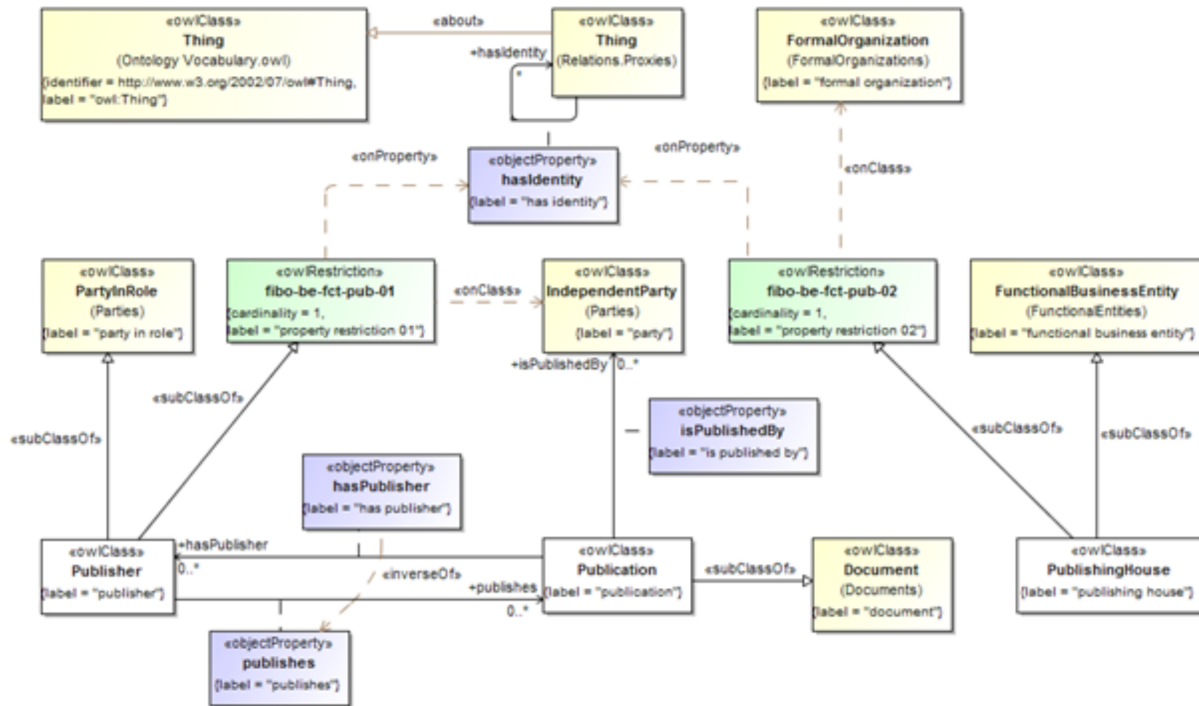 «owlClass»
Thing
(Ontology Vocabulary.owl)
{identifier = http://www.w3.org/2002/07/owl#Thing,
label = "owl:Thing"}
«about»
«owlClass»
Thing
(Relations.Proxies)
+hasIdentity
*
«owlClass»
FormalOrganization
(FormalOrganizations)
{label = "formal organization"}
«onProperty»
«objectProperty»
hasIdentity
{label = "has identity"}
«onProperty»
«onClass»
«owlClass»
PartyInRole
(Parties)
{label = "party in role"}
«owlRestriction»
fibo-be-fct-pub-01
{cardinality = 1,
label = "property restriction 01"}
«onClass»
«owlClass»
IndependentParty
(Parties)
{label = "party"}
«owlRestriction»
fibo-be-fct-pub-02
{cardinality = 1,
label = "property restriction 02"}
«owlClass»
FunctionalBusinessEntity
(FunctionalEntities)
{label = "functional business entity"}
+isPublishedBy 0..*
«subClassOf»
«subClassOf»
«objectProperty»
isPublishedBy
{label = "is published by"}
«subClassOf»
«subClassOf»
«objectProperty»
hasPublisher
{label = "has publisher"}
«owlClass»
Publisher
{label = "publisher"}
+hasPublisher
0..*
«inverseOf»
+publishes
0..*
«owlClass»
Publication
{label = "publication"}
«subClassOf»
«owlClass»
Document
(Documents)
{label = "document"}
«owlClass»
PublishingHouse
{label = "publishing house"}
«objectProperty»
publishes
{label = "publishes"}